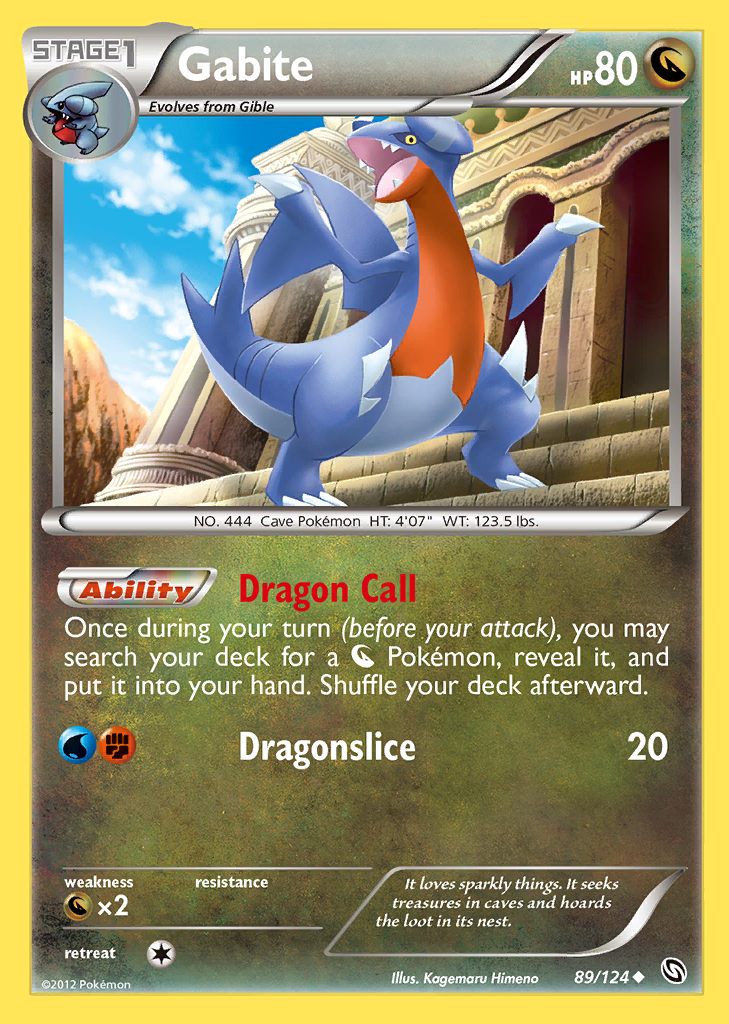 STAGE1
Gabite
HP80
Evolves from Gible
NO. 444 Cave Pokémon HT: 4'07" WT: 123.5 lbs.
Ability Dragon Call
Once during your turn (before your attack), you may
search your deck for a Pokémon, reveal it, and
put it into your hand. Shuffle your deck afterward.
Dragonslice 20
weakness resistance
×2
retreat
It loves sparkly things. It seeks
treasures in caves and hoards
the loot in its nest.
©2012 Pokémon
Illus. Kagemaru Himeno 89/124